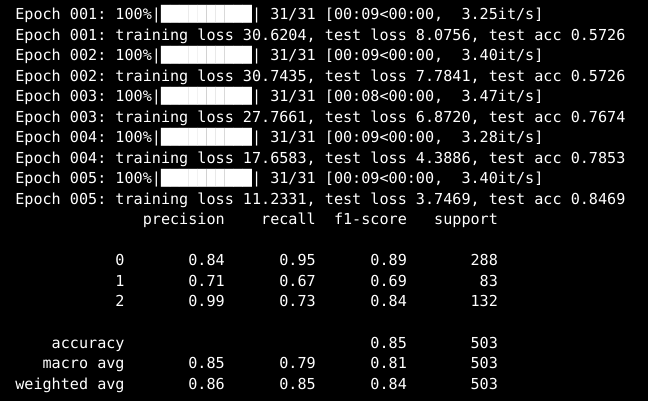 Epoch 001: 100%|██████████| 31/31 [00:09<00:00,  3.25it/s]
Epoch 001: training loss 30.6204, test loss 8.0756, test acc 0.5726
Epoch 002: 100%|██████████| 31/31 [00:09<00:00,  3.40it/s]
Epoch 002: training loss 30.7435, test loss 7.7841, test acc 0.5726
Epoch 003: 100%|██████████| 31/31 [00:08<00:00,  3.47it/s]
Epoch 003: training loss 27.7661, test loss 6.8720, test acc 0.7674
Epoch 004: 100%|██████████| 31/31 [00:09<00:00,  3.28it/s]
Epoch 004: training loss 17.6583, test loss 4.3886, test acc 0.7853
Epoch 005: 100%|██████████| 31/31 [00:09<00:00,  3.40it/s]
Epoch 005: training loss 11.2331, test loss 3.7469, test acc 0.8469
precision    recall  f1-score   support
0       0.84      0.95      0.89       288
1       0.71      0.67      0.69        83
2       0.99      0.73      0.84       132
accuracy                           0.85       503
macro avg       0.85      0.79      0.81       503
weighted avg       0.86      0.85      0.84       503